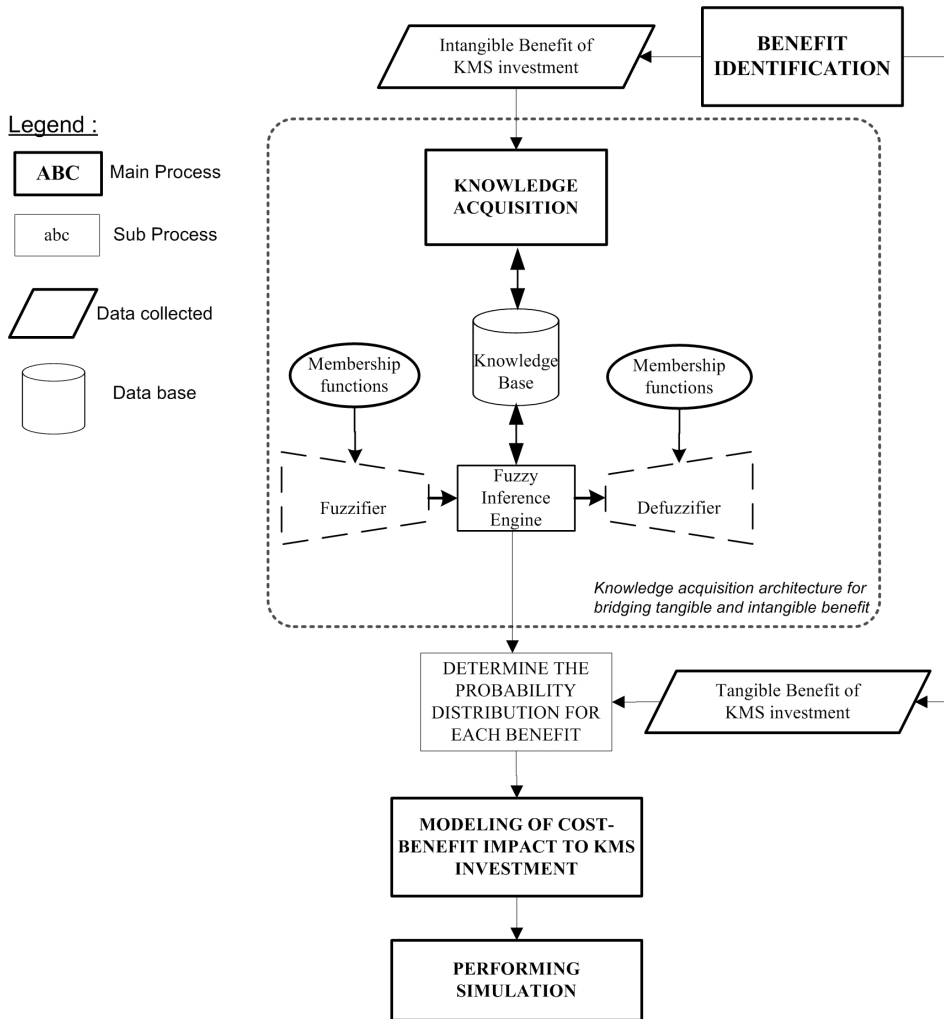 Intangible Benefit of
KMS investment
BENEFIT
IDENTIFICATION
Legend :
ABC
Main Process
abc
Sub Process
Data collected
Data base
KNOWLEDGE
ACQUISITION
Knowledge
Base
Membership
functions
Membership
functions
Fuzzifier
Fuzzy
Inference
Engine
Defuzzifier
Knowledge acquisition architecture for
bridging tangible and intangible benefit
DETERMINE THE
PROBABILITY
DISTRIBUTION FOR
EACH BENEFIT
Tangible Benefit of
KMS investment
MODELING OF COST-
BENEFIT IMPACT TO KMS
INVESTMENT
PERFORMING
SIMULATION